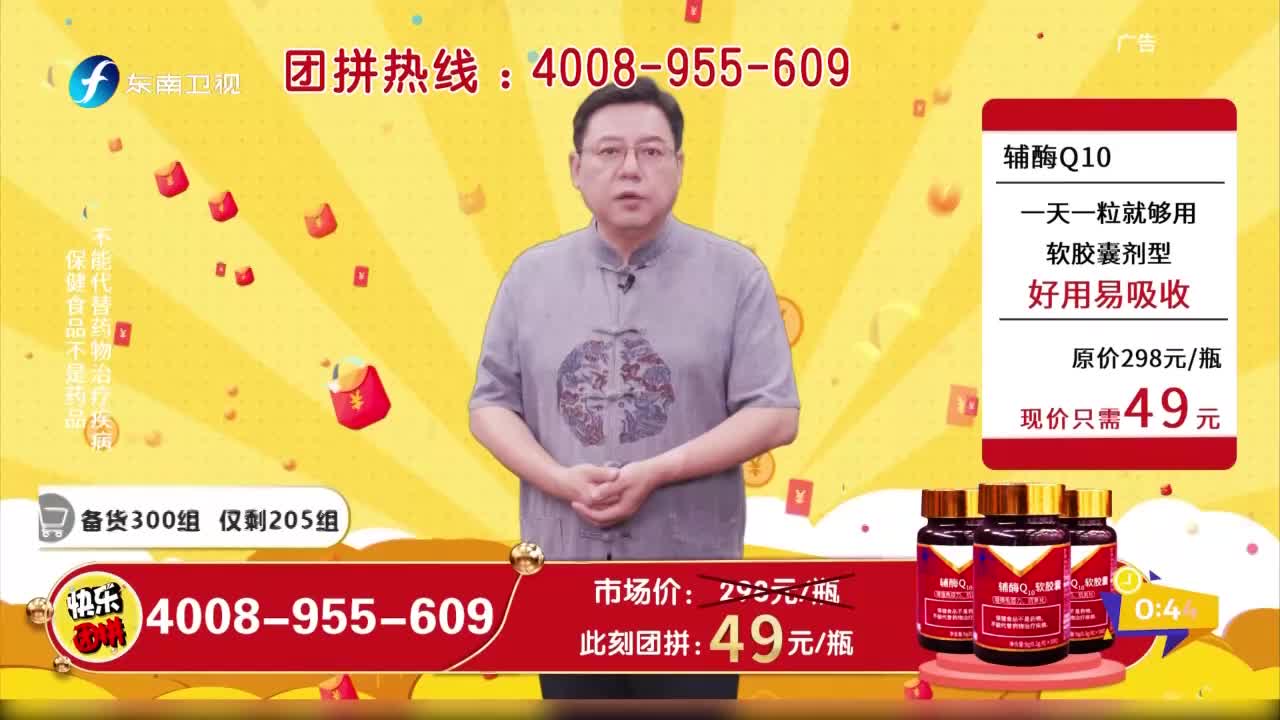 团拼热线：4008-955-609
广告
东南卫视
辅酶Q10
一天一粒就够用
软胶囊剂型
好用易吸收
原价298元/瓶
现价只需49元
保健食品不是药品
不能代替药物治疗疾病
备货300组 仅剩205组
快乐
团拼
4008-955-609
市场价：298元/瓶
此刻团拼：49元/瓶
辅酶Q10软胶囊
0:44